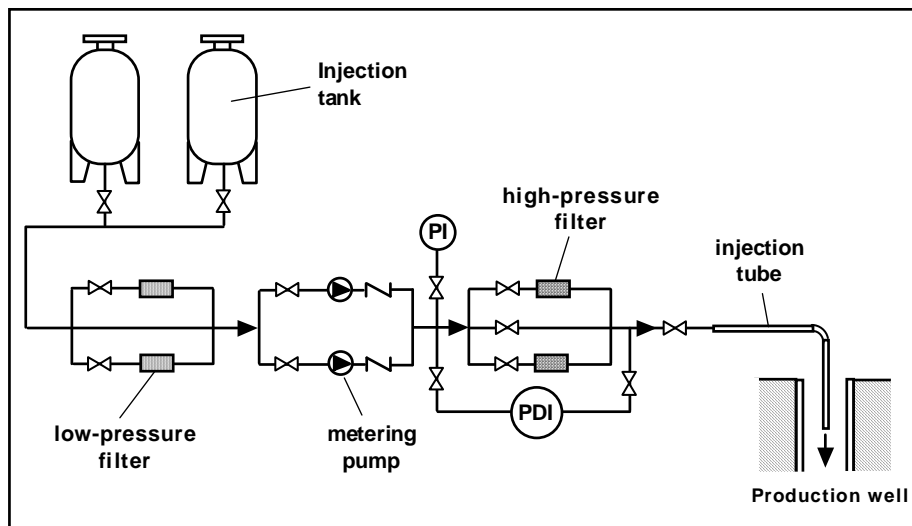 Injection
tank
high-pressure
filter
PI
injection
tube
PDI
low-pressure
filter
metering
pump
Production well